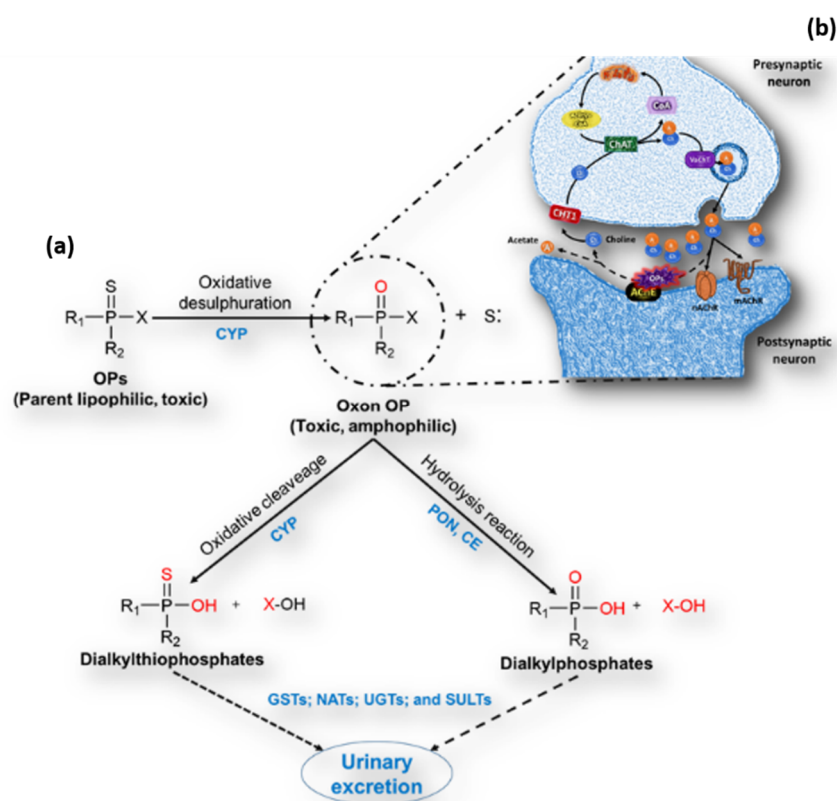 (b)
Presynaptic
neuron
CoA
ChAT
VAChT
CHT1
Acetate
A
Choline
OPs
AChE
nAChR
mAChR
Postsynaptic
neuron
(a)
S
R1—P—X
R2
OPs
(Parent lipophilic, toxic)
Oxidative
desulphuration
CYP
O
R1—P—X + S:
R2
Oxon OP
(Toxic, amphophilic)
Oxidative cleaveage
CYP
Hydrolysis reaction
PON, CE
S
R1—P—OH + X-OH
R2
Dialkylthiophosphates
O
R1—P—OH + X-OH
R2
Dialkylphosphates
GSTs; NATs; UGTs; and SULTs
Urinary
excretion